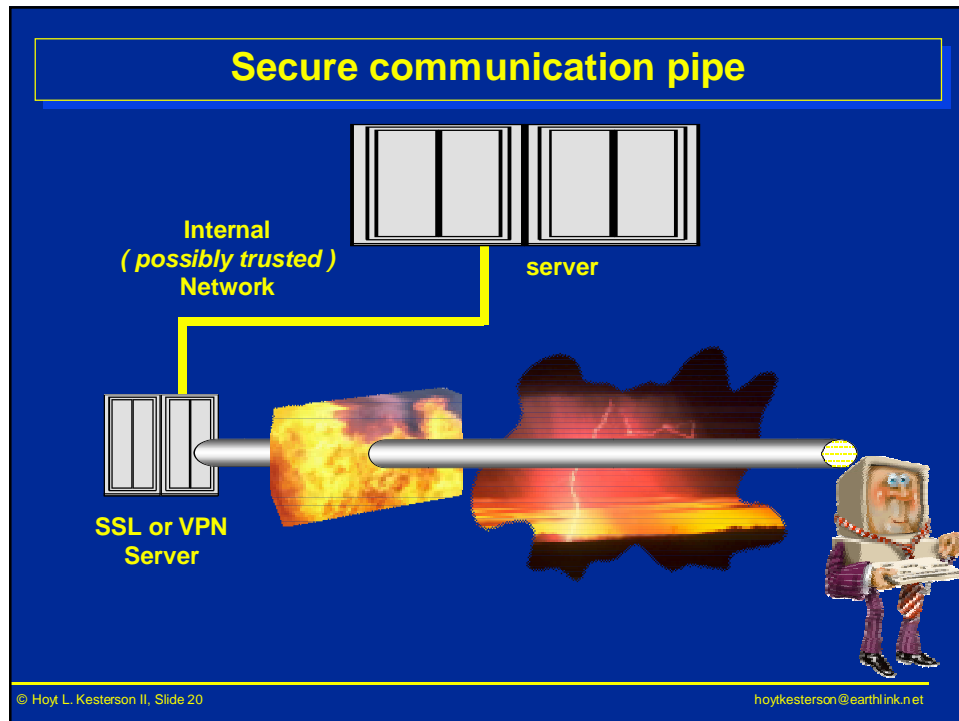 Secure communication pipe
Internal
( possibly trusted )
Network
server
SSL or VPN
Server
© Hoyt L. Kesterson II, Slide 20
hoytkesterson@earthlink.net